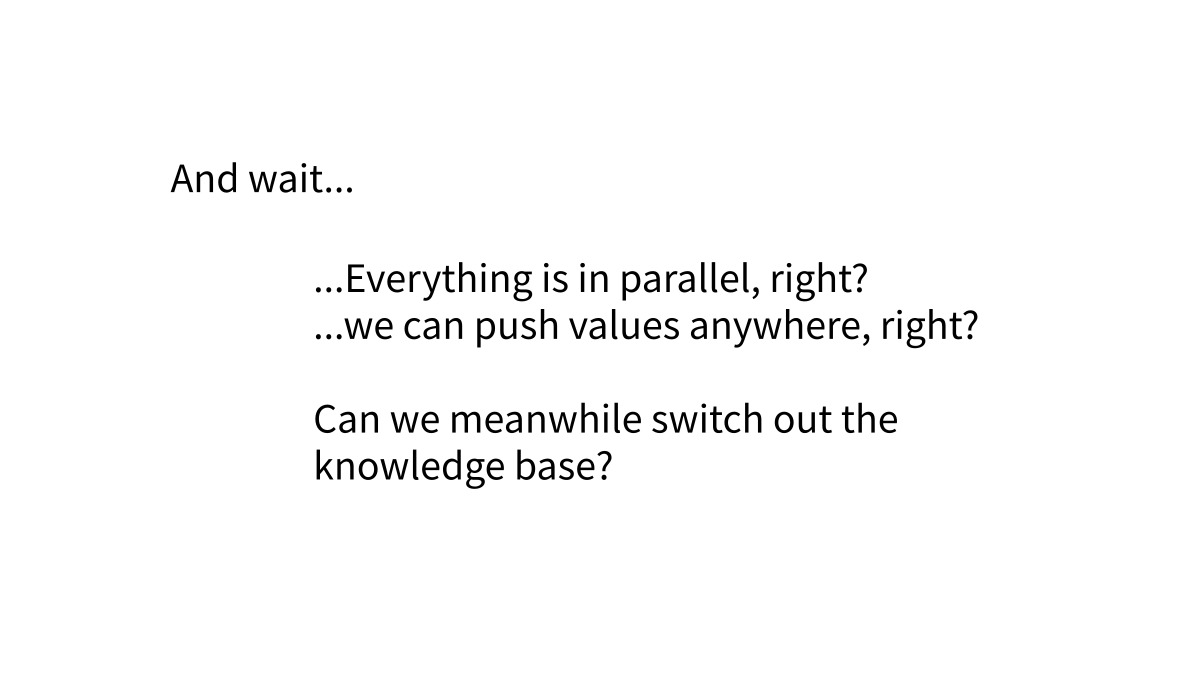 And wait...
...Everything is in parallel, right?
...we can push values anywhere, right?
Can we meanwhile switch out the
knowledge base?